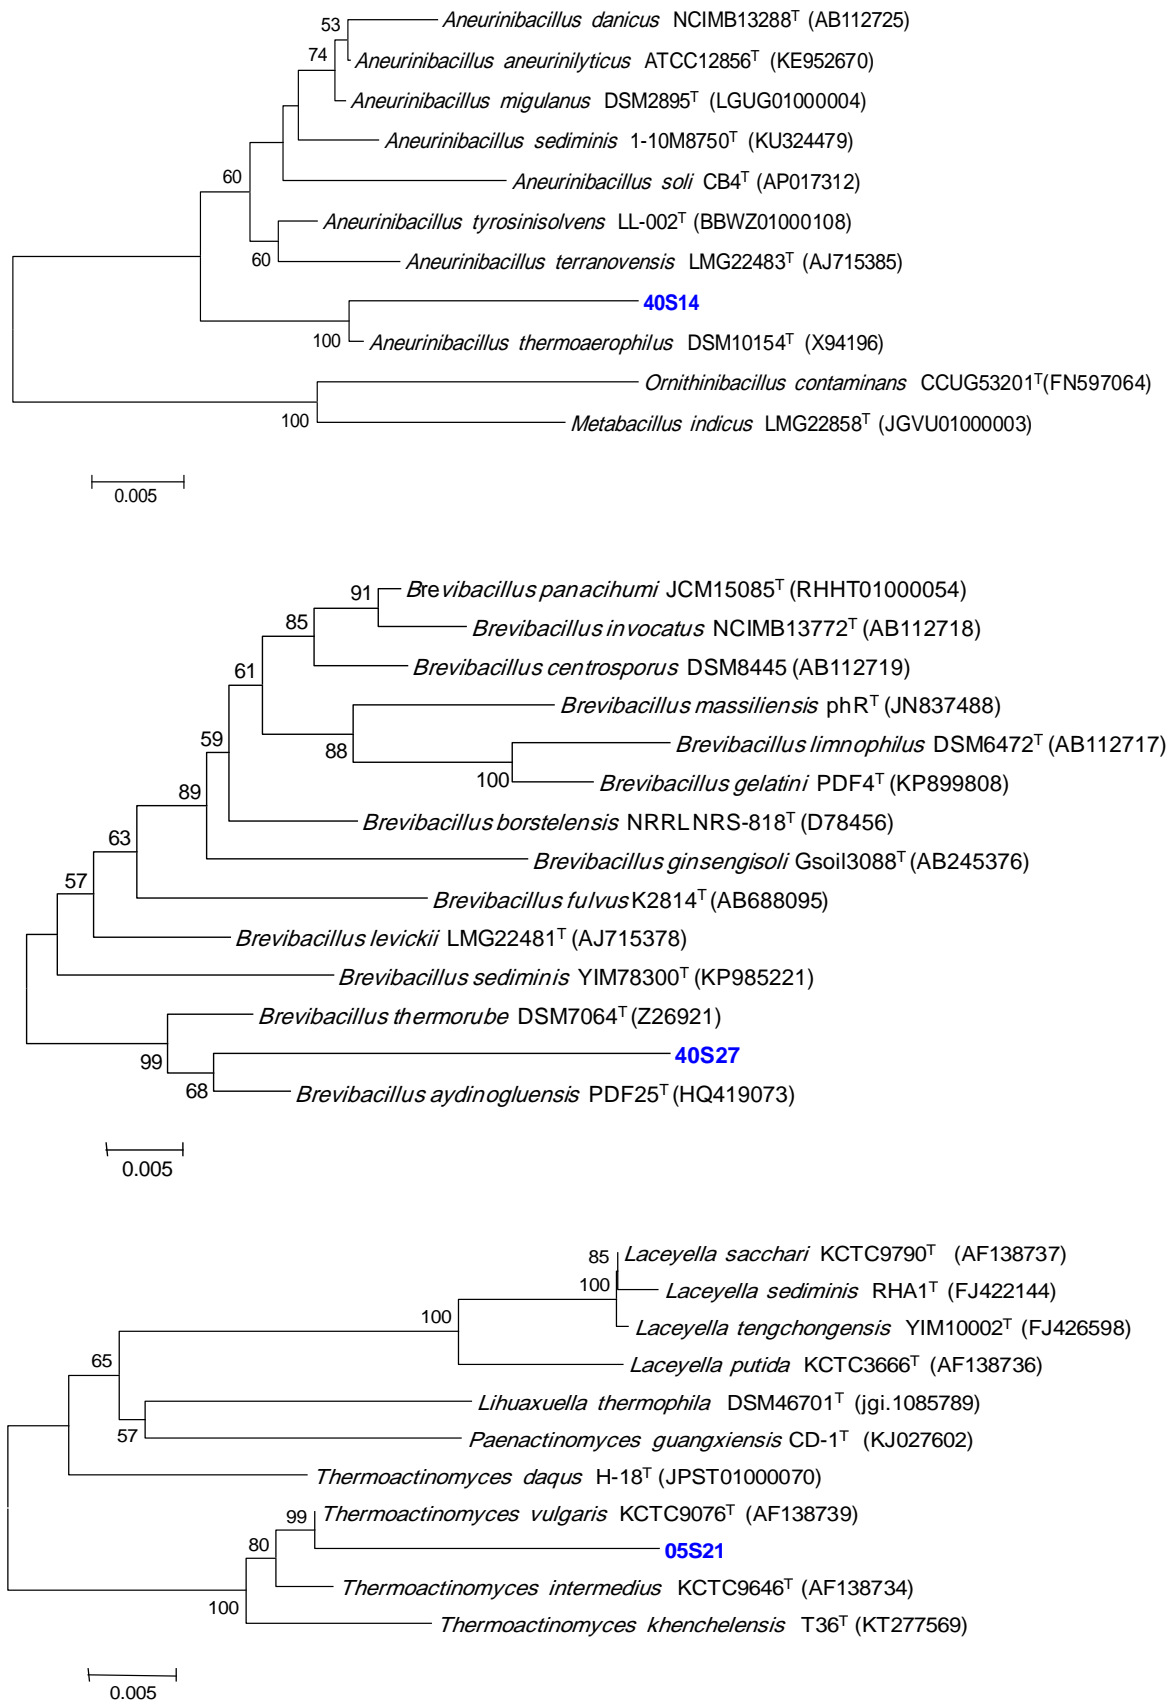 53
Aneurinibacillus danicus NCIMB13288ᵀ (AB112725)
74
Aneurinibacillus aneurinilyticus ATCC12856ᵀ (KE952670)
Aneurinibacillus migulanus DSM2895ᵀ (LGUG01000004)
Aneurinibacillus sediminis 1-10M8750ᵀ (KU324479)
60
Aneurinibacillus soli CB4ᵀ (AP017312)
Aneurinibacillus tyrosinisolvens LL-002ᵀ (BBWZ01000108)
60
Aneurinibacillus terranovensis LMG22483ᵀ (AJ715385)
40S14
100
Aneurinibacillus thermoaerophilus DSM10154ᵀ (X94196)
Ornithinibacillus contaminans CCUG53201ᵀ(FN597064)
100
Metabacillus indicus LMG22858ᵀ (JGVU01000003)
0.005
91
Brevibacillus panacihumi JCM15085ᵀ (RHHT01000054)
85
Brevibacillus invocatus NCIMB13772ᵀ (AB112718)
61
Brevibacillus centrosporus DSM8445 (AB112719)
Brevibacillus massiliensis phRᵀ (JN837488)
59
88
Brevibacillus limnophilus DSM6472ᵀ (AB112717)
100
Brevibacillus gelatini PDF4ᵀ (KP899808)
89
Brevibacillus borstelensis NRRL NRS-818ᵀ (D78456)
63
Brevibacillus ginsengisoli Gsoil3088ᵀ (AB245376)
57
Brevibacillus fulvus K2814ᵀ (AB688095)
Brevibacillus levickii LMG22481ᵀ (AJ715378)
Brevibacillus sediminis YIM78300ᵀ (KP985221)
Brevibacillus thermorube DSM7064ᵀ (Z26921)
99
40S27
68
Brevibacillus aydinogluensis PDF25ᵀ (HQ419073)
0.005
85
Laceyella sacchari KCTC9790ᵀ (AF138737)
100
Laceyella sediminis RHA1ᵀ (FJ422144)
100
Laceyella tengchongensis YIM10002ᵀ (FJ426598)
65
Laceyella putida KCTC3666ᵀ (AF138736)
Lihuaxuella thermophila DSM46701ᵀ (jgi.1085789)
57
Paenactinomyces guangxiensis CD-1ᵀ (KJ027602)
Thermoactinomyces daqus H-18ᵀ (JPST01000070)
99
Thermoactinomyces vulgaris KCTC9076ᵀ (AF138739)
80
05S21
Thermoactinomyces intermedius KCTC9646ᵀ (AF138734)
100
Thermoactinomyces khenchelensis T36ᵀ (KT277569)
0.005